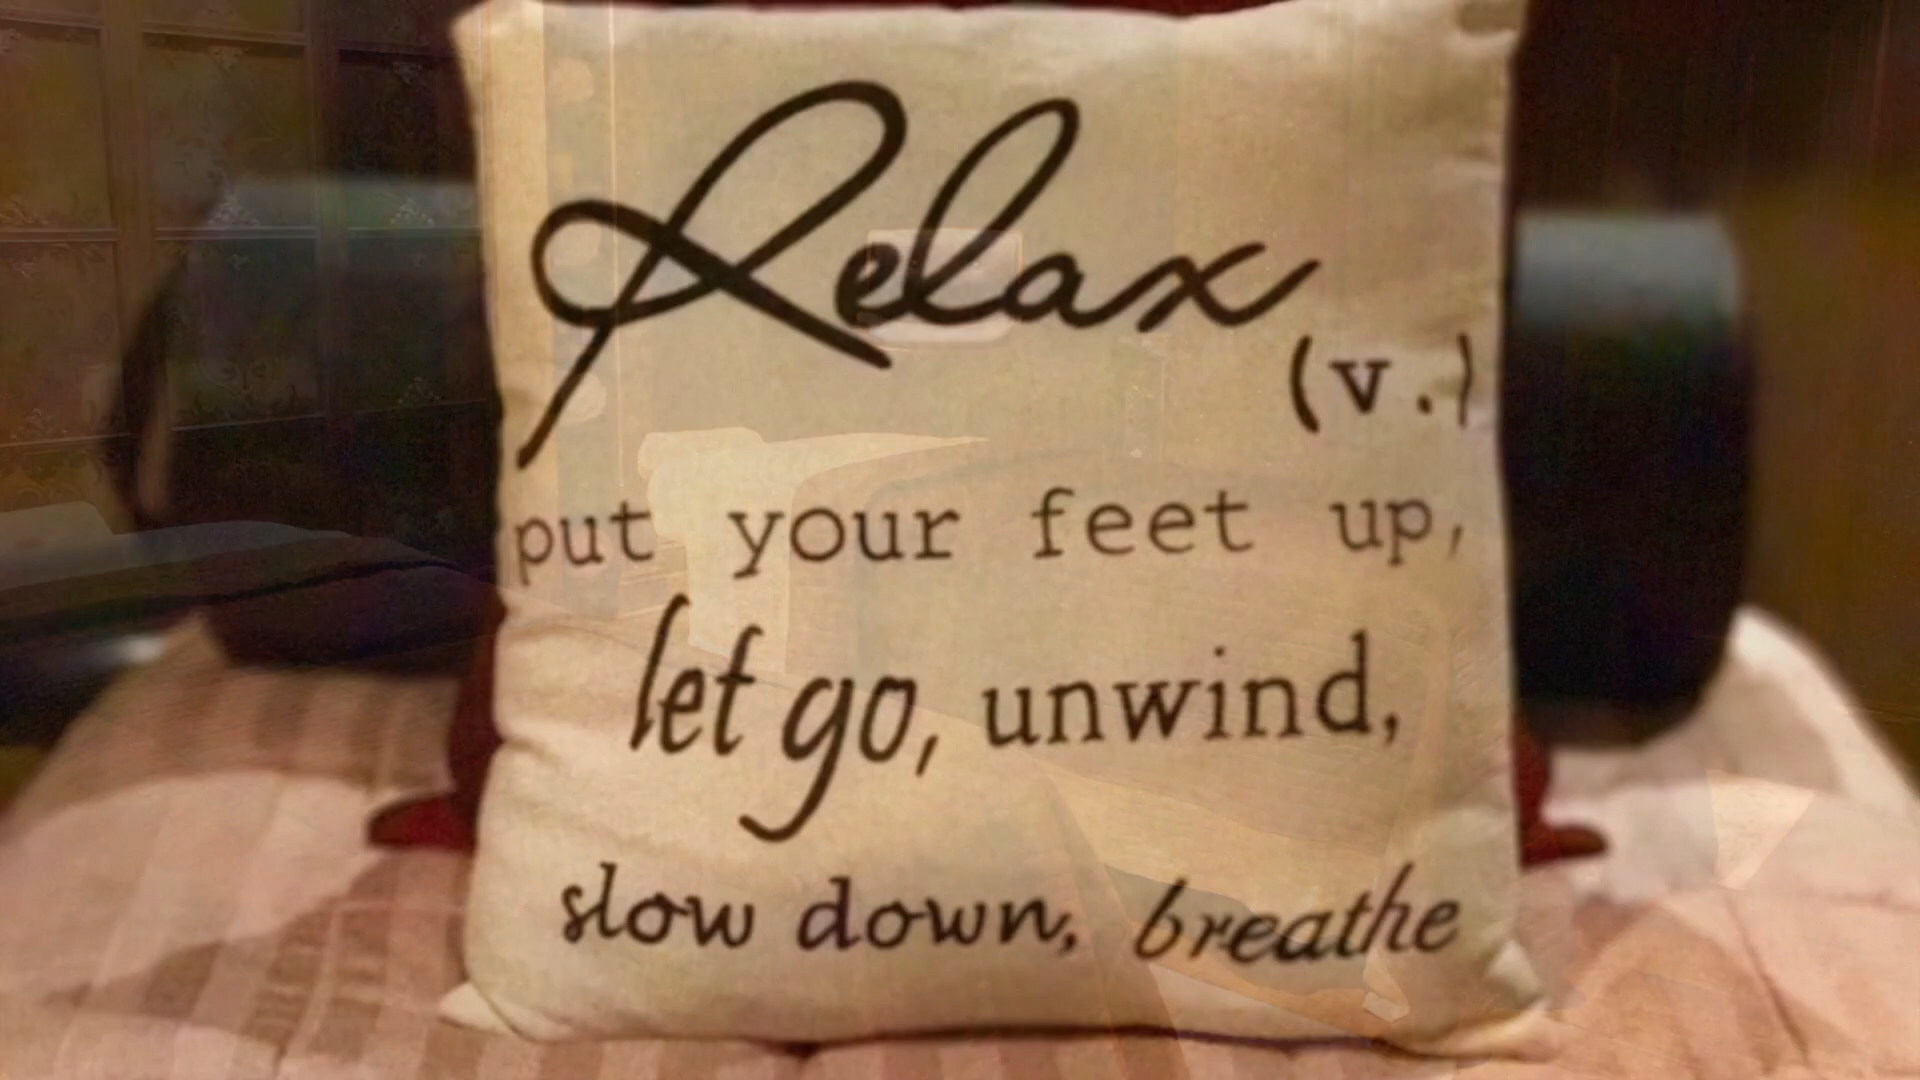 Relax
(v.)
put your feet up,
let go, unwind,
slow down, breathe